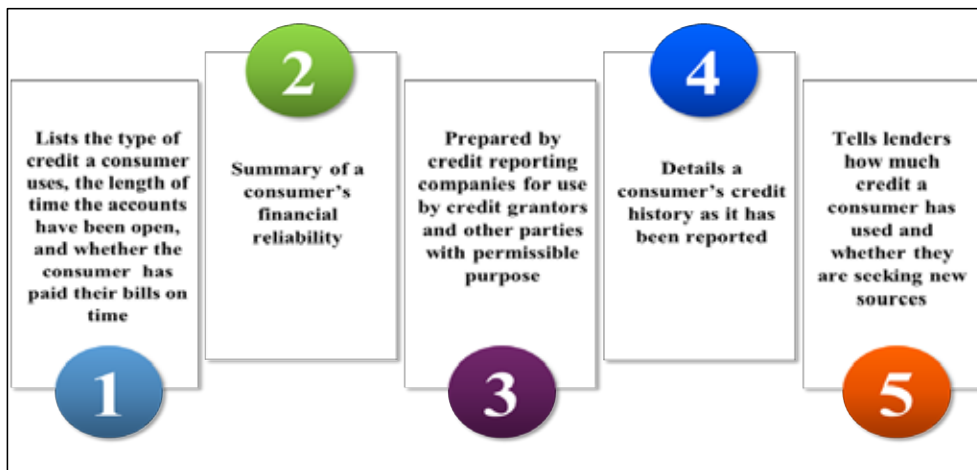 1
Lists the type of
credit a consumer
uses, the length of
time the accounts
have been open,
and whether the
consumer has
paid their bills on
time
2
Summary of a
consumer's
financial
reliability
3
Prepared by
credit reporting
companies for use
by credit grantors
and other parties
with permissible
purpose
4
Details a
consumer's credit
history as it has
been reported
5
Tells lenders
how much
credit a
consumer has
used and
whether they
are seeking new
sources